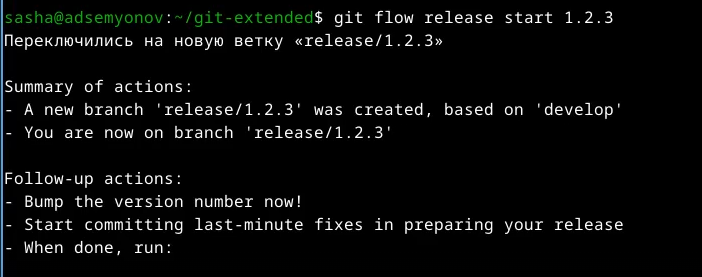 sasha@adsemyonov:~/git-extended$ git flow release start 1.2.3
Переключились на новую ветку «release/1.2.3»
Summary of actions:
- A new branch 'release/1.2.3' was created, based on 'develop'
- You are now on branch 'release/1.2.3'
Follow-up actions:
- Bump the version number now!
- Start committing last-minute fixes in preparing your release
- When done, run: